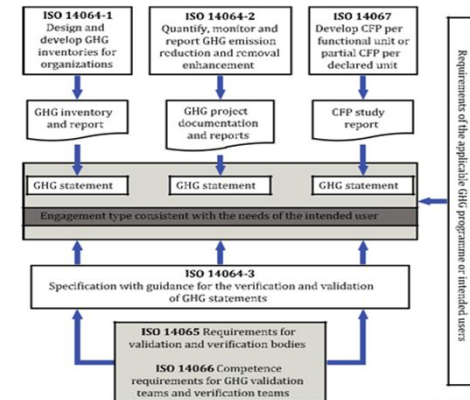 ISO 14064-1
Design and
develop GHG
inventories for
organizations
ISO 14064-2
Quantify, monitor and
report GHG emission
reduction and removal
enhancement
ISO 14067
Develop CFP per
functional unit or
partial CFP per
declared unit
GHG inventory
and report
GHG project
documentation
and reports
CFP study
report
GHG statement
GHG statement
GHG statement
Engagement type consistent with the needs of the intended user
ISO 14064-3
Specification with guidance for the verification and validation
of GHG statements
ISO 14065 Requirements for
validation and verification bodies
ISO 14066 Competence
requirements for GHG validation
teams and verification teams
Requirements of the applicable GHG programme or intended users